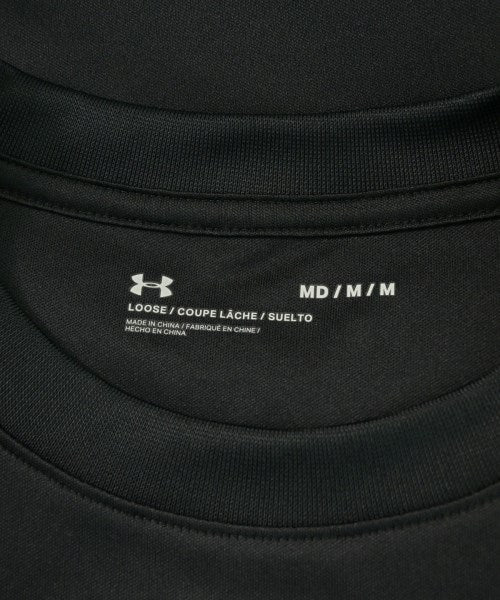 MD / M / M
LOOSE / COUPE LÂCHE / SUELTO
MADE IN CHINA / FABRIQUÉ EN CHINE /
HECHO EN CHINA